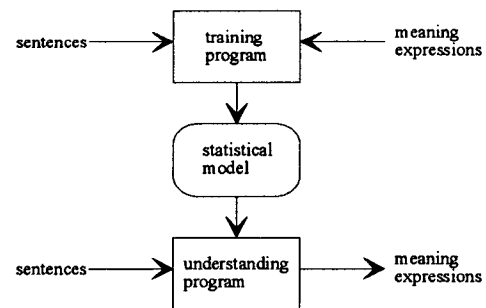 sentences
training
program
meaning
expressions
statistical
model
sentences
understanding
program
meaning
expressions